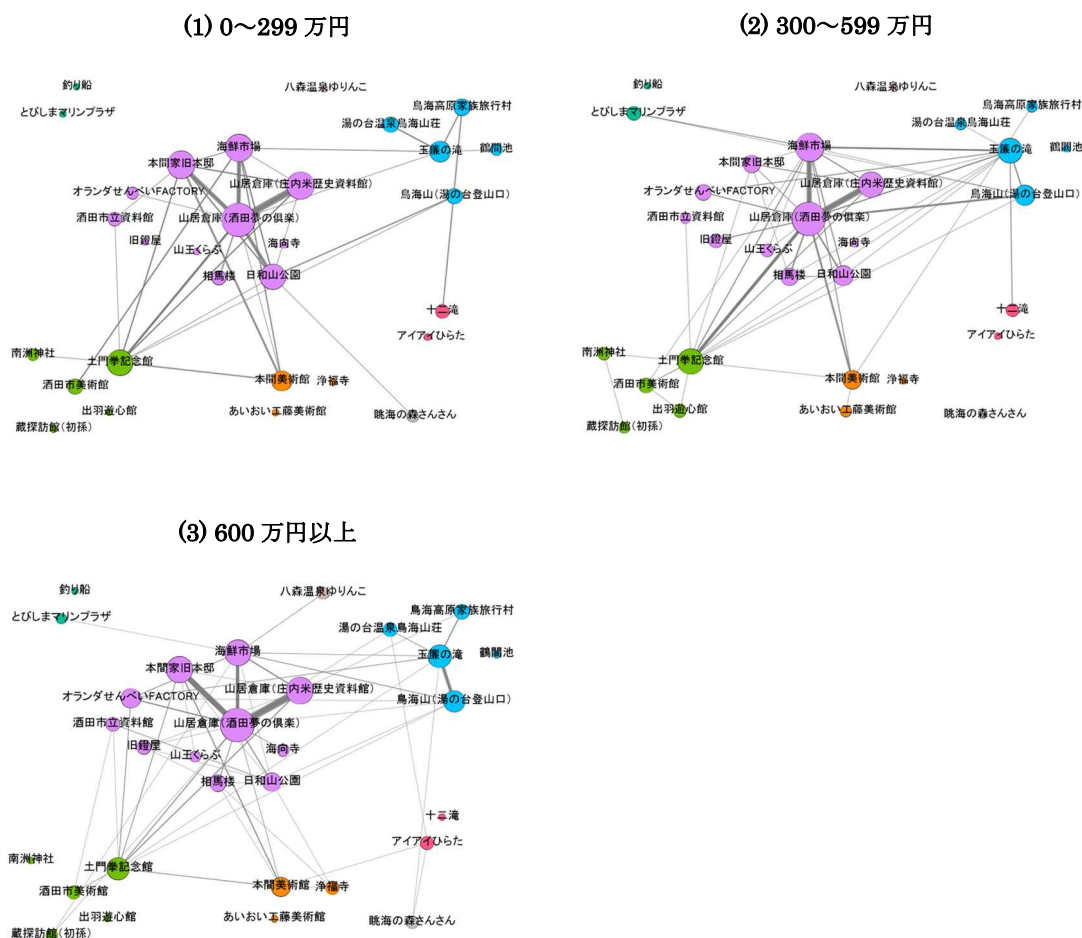 (1) 0～299 万円
釣り船
八森温泉ゆりんこ
とびしまマリンプラザ
鳥海高原家族旅行村
湯の台温泉鳥海山荘
海鮮市場
玉簾の滝
鶴間池
本間家旧本邸
山居倉庫（庄内米歴史資料館）
オランダせんべいFACTORY
鳥海山（湯の台登山口）
酒田市立資料館
山居倉庫（酒田夢の倶楽）
旧鐙屋
海向寺
山王くらぶ
相馬楼
日和山公園
十二滝
アイアイひらた
南洲神社
土門拳記念館
酒田市美術館
本間美術館
浄福寺
出羽遊心館
あいおい工藤美術館
眺海の森さんさん
蔵探訪館（初孫）
(2) 300～599 万円
釣り船
八森温泉ゆりんこ
とびしまマリンプラザ
鳥海高原家族旅行村
湯の台温泉鳥海山荘
海鮮市場
玉簾の滝
鶴間池
本間家旧本邸
山居倉庫（庄内米歴史資料館）
オランダせんべいFACTORY
鳥海山（湯の台登山口）
酒田市立資料館
山居倉庫（酒田夢の倶楽）
旧鐙屋
海向寺
山王くらぶ
相馬楼
日和山公園
十二滝
アイアイひらた
南洲神社
土門拳記念館
酒田市美術館
本間美術館
浄福寺
出羽遊心館
あいおい工藤美術館
眺海の森さんさん
蔵探訪館（初孫）
(3) 600 万円以上
釣り船
八森温泉ゆりんこ
とびしまマリンプラザ
鳥海高原家族旅行村
湯の台温泉鳥海山荘
海鮮市場
玉簾の滝
鶴間池
本間家旧本邸
山居倉庫（庄内米歴史資料館）
オランダせんべいFACTORY
鳥海山（湯の台登山口）
酒田市立資料館
山居倉庫（酒田夢の倶楽）
旧鐙屋
海向寺
山王くらぶ
相馬楼
日和山公園
十二滝
アイアイひらた
南洲神社
土門拳記念館
酒田市美術館
本間美術館
浄福寺
出羽遊心館
あいおい工藤美術館
眺海の森さんさん
蔵探訪館（初孫）